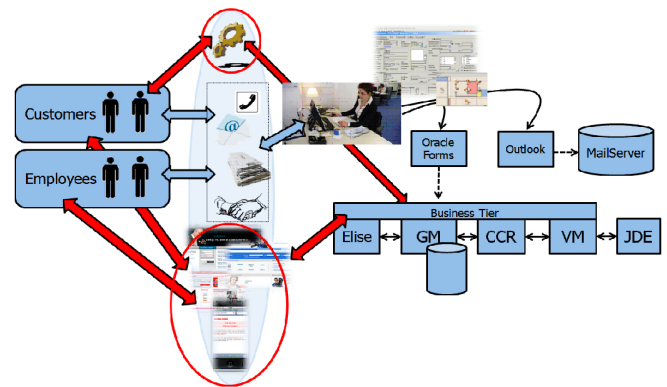 Customers
Employees
@
Oracle
Forms
Outlook
MailServer
Business Tier
Elise
GM
CCR
VM
JDE